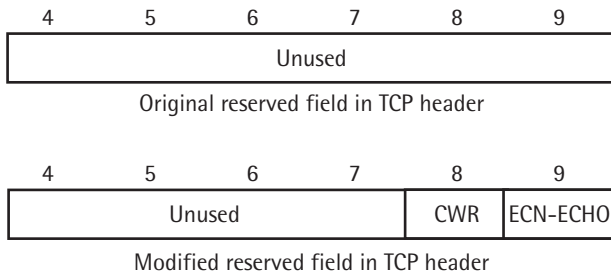 4 5 6 7 8 9
Unused
Original reserved field in TCP header
4 5 6 7 8 9
Unused CWR ECN-ECHO
Modified reserved field in TCP header